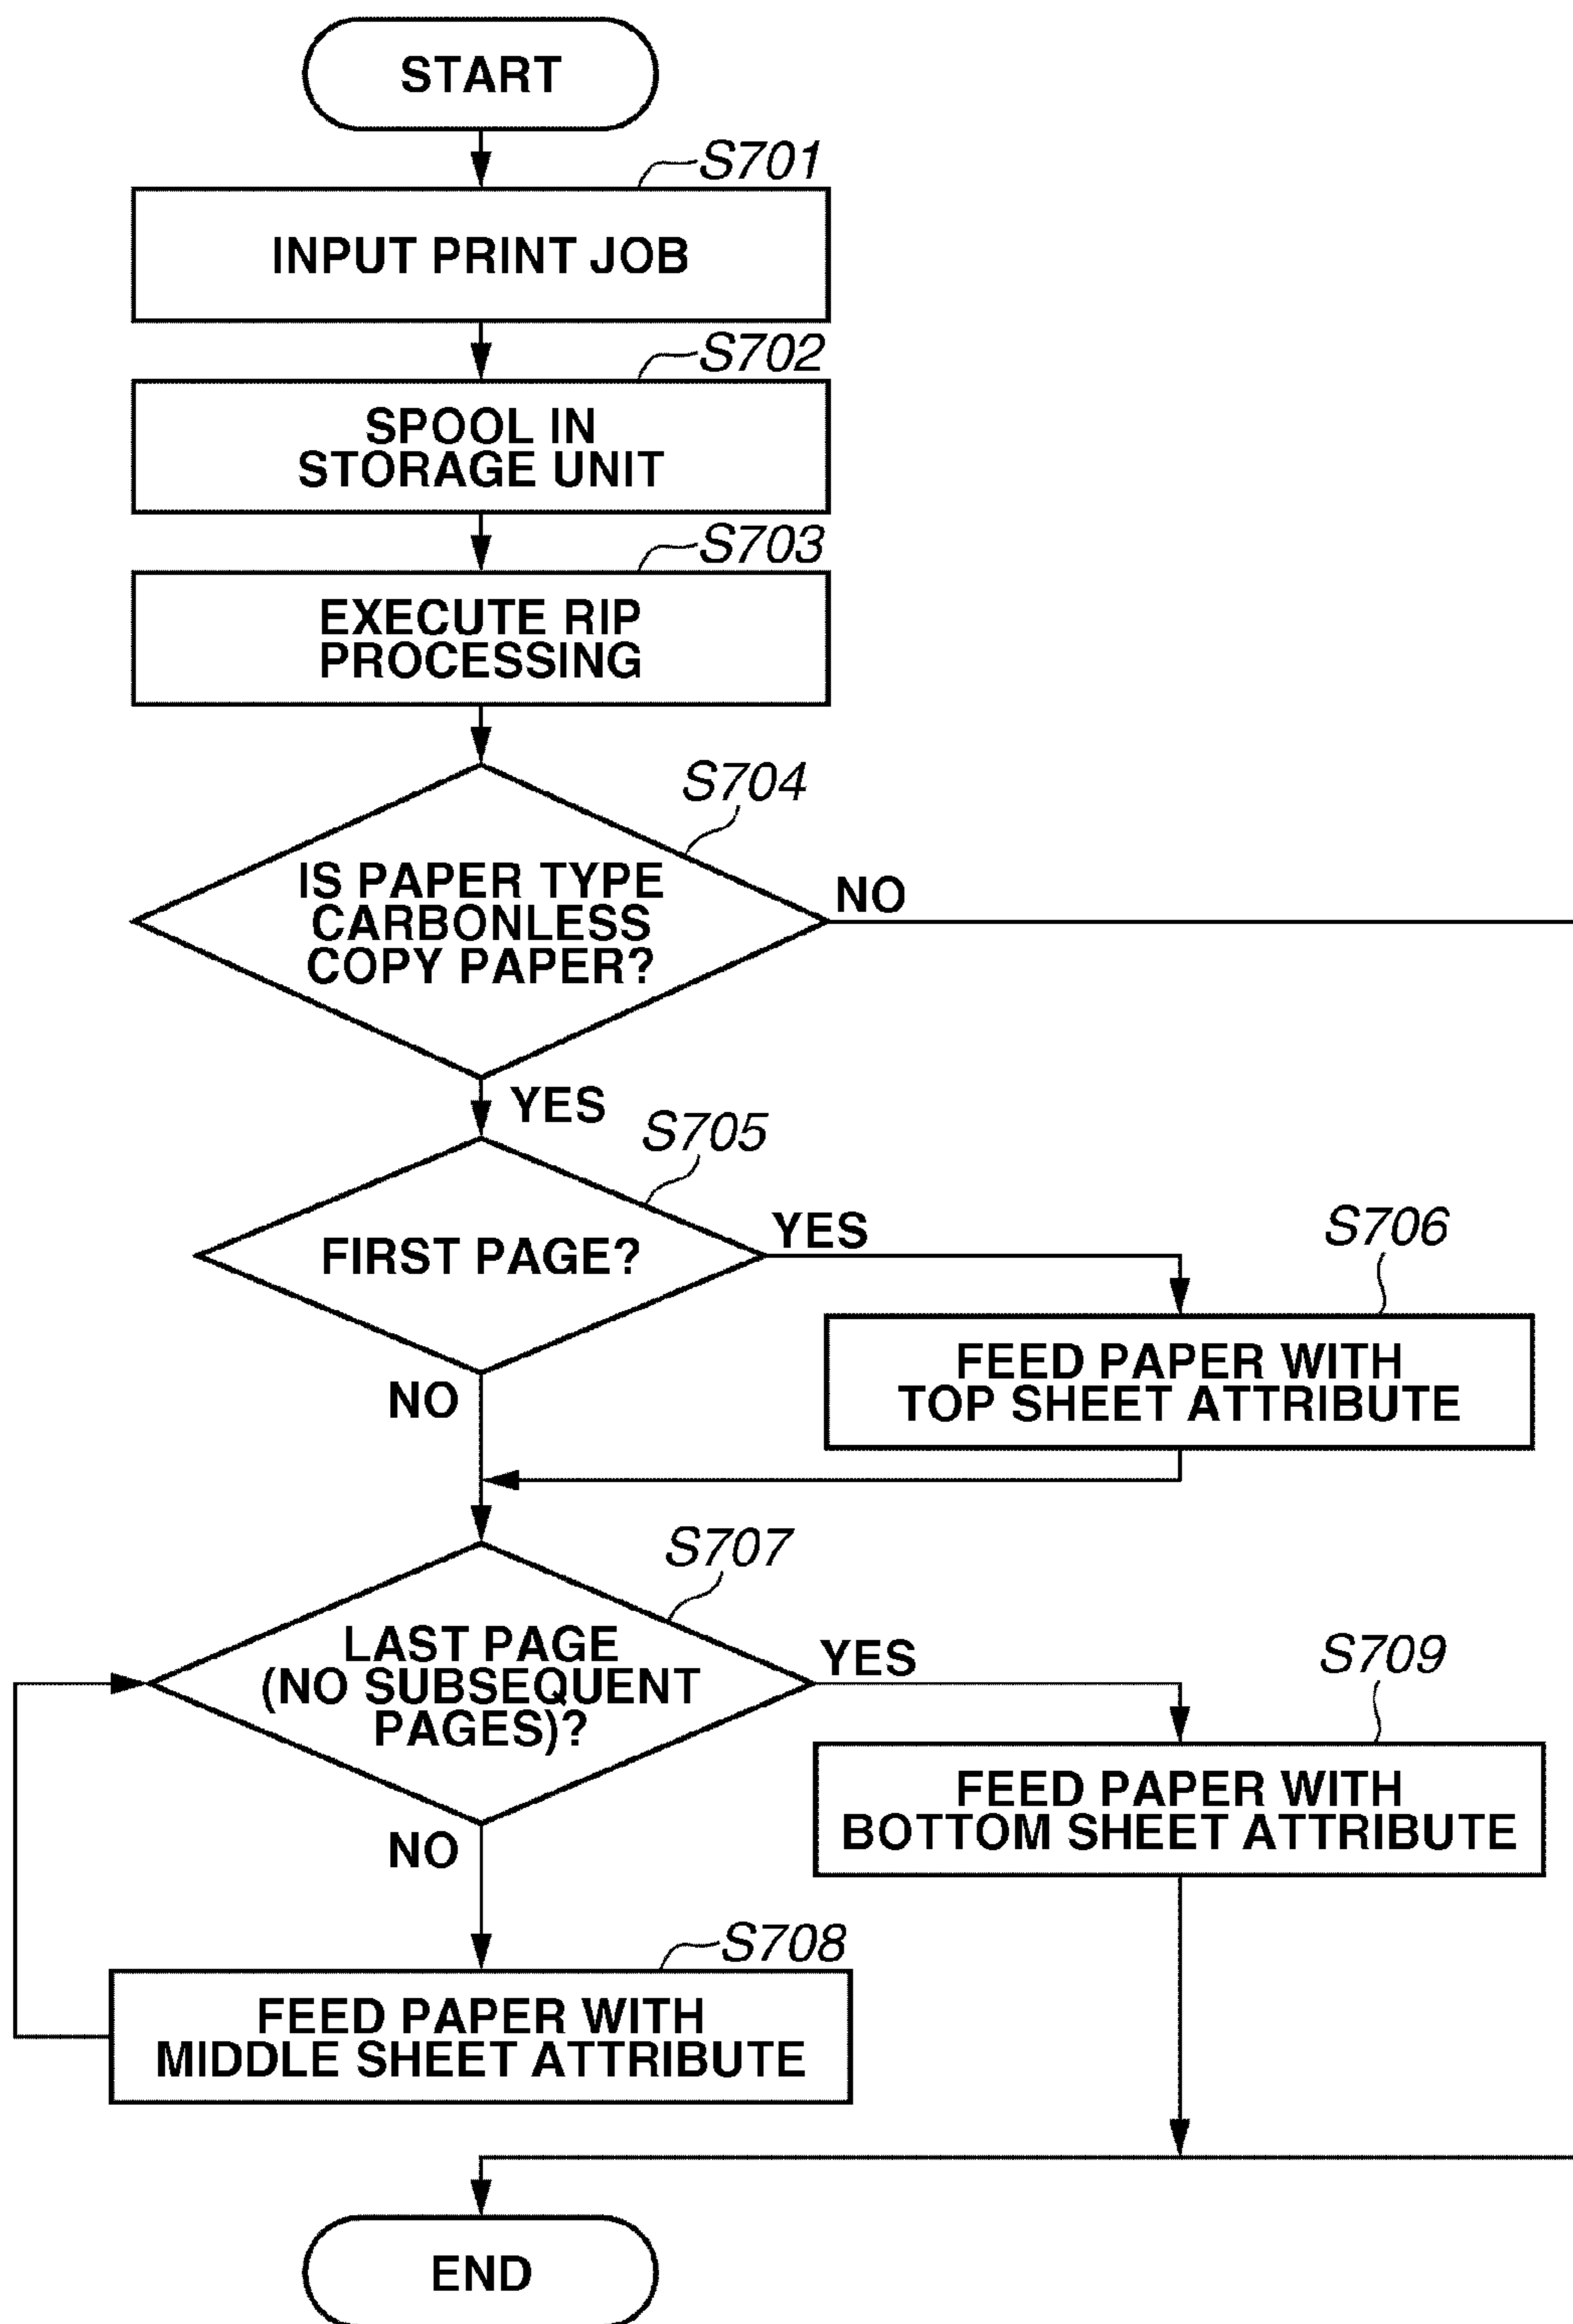 START
S701
INPUT PRINT JOB
S702
SPOOL IN
STORAGE UNIT
S703
EXECUTE RIP
PROCESSING
S704
IS PAPER TYPE
CARBONLESS
COPY PAPER?
NO
YES
S705
FIRST PAGE?
YES
S706
FEED PAPER WITH
TOP SHEET ATTRIBUTE
NO
S707
LAST PAGE
(NO SUBSEQUENT
PAGES)?
YES
S709
FEED PAPER WITH
BOTTOM SHEET ATTRIBUTE
NO
S708
FEED PAPER WITH
MIDDLE SHEET ATTRIBUTE
END